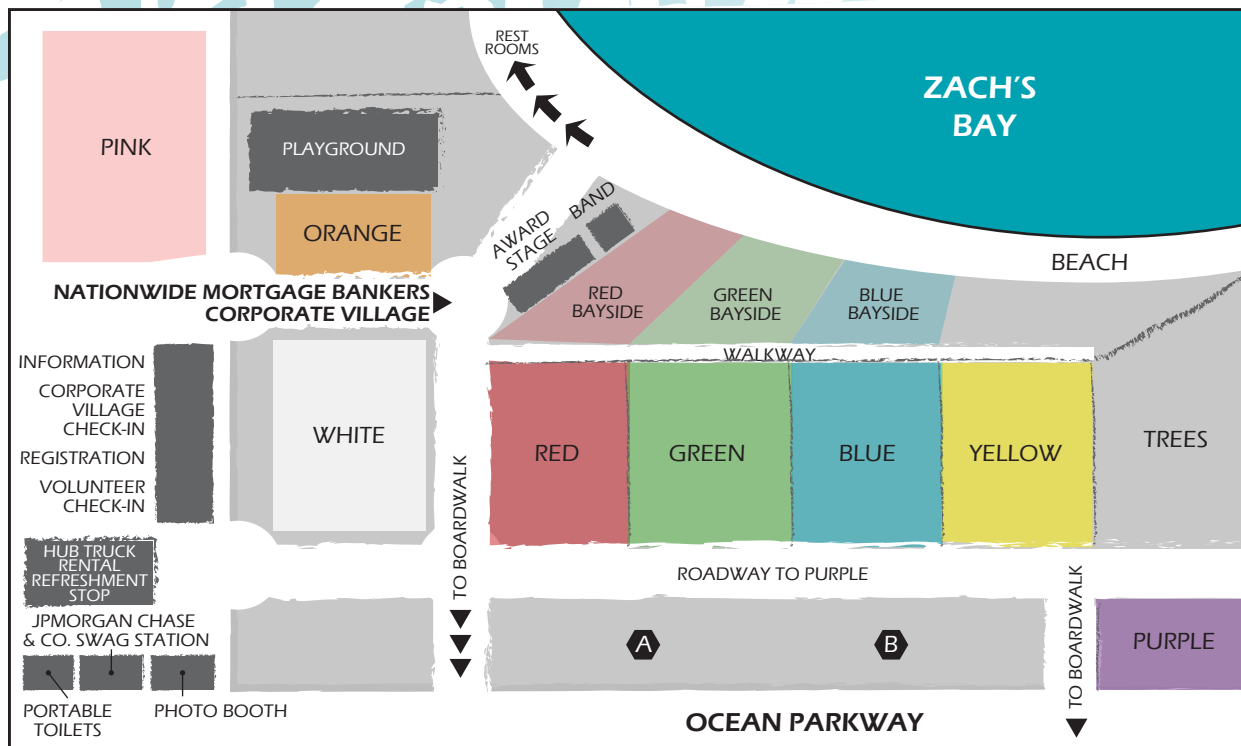 REST
ROOMS
ZACH'S
BAY
PINK
PLAYGROUND
ORANGE
AWARD
STAGE
BAND
BEACH
NATIONWIDE MORTGAGE BANKERS
CORPORATE VILLAGE
RED
BAYSIDE
GREEN
BAYSIDE
BLUE
BAYSIDE
WALKWAY
INFORMATION
CORPORATE
VILLAGE
CHECK-IN
REGISTRATION
VOLUNTEER
CHECK-IN
WHITE
RED
GREEN
BLUE
YELLOW
TREES
TO BOARDWALK
HUB TRUCK
RENTAL
REFRESHMENT
STOP
ROADWAY TO PURPLE
JPMORGAN CHASE
& CO. SWAG STATION
A
B
TO BOARDWALK
PURPLE
PORTABLE
TOILETS
PHOTO BOOTH
OCEAN PARKWAY